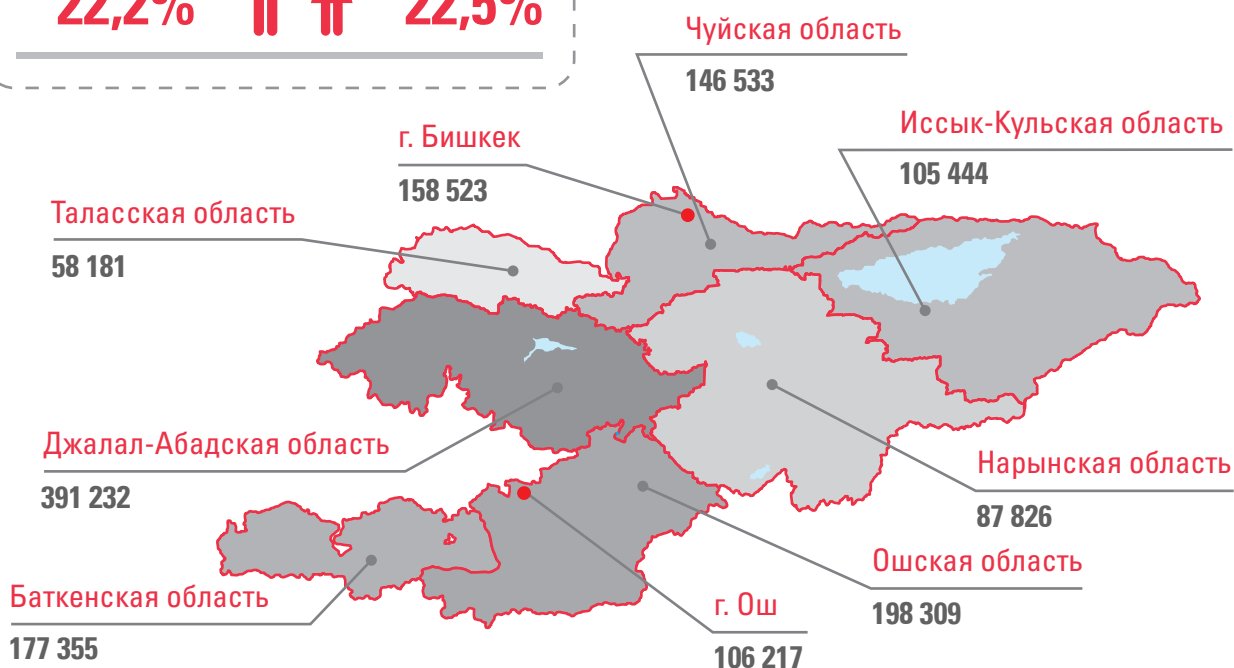 22,2% 22,5%
Чуйская область
146 533
Иссык-Кульская область
105 444
г. Бишкек
158 523
Таласская область
58 181
Джалал-Абадская область
391 232
Нарынская область
87 826
Ошская область
198 309
Баткенская область
177 355
г. Ош
106 217